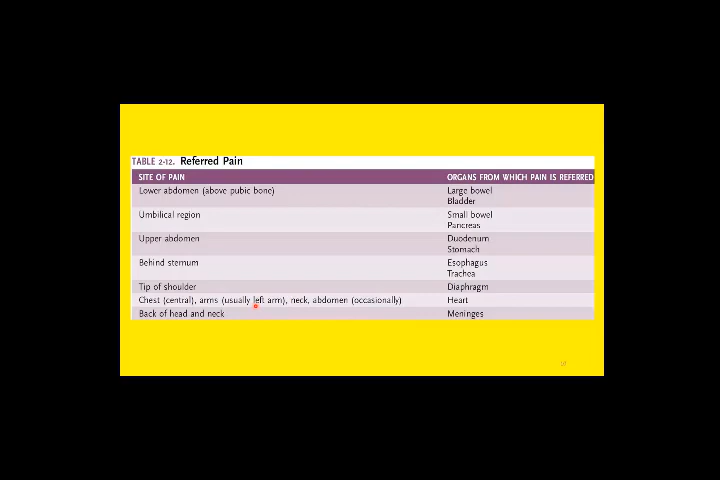 TABLE 2-12. Referred Pain
SITE OF PAIN ORGANS FROM WHICH PAIN IS REFERRED
Lower abdomen (above pubic bone) Large bowel
Bladder
Umbilical region Small bowel
Pancreas
Upper abdomen Duodenum
Stomach
Behind sternum Esophagus
Trachea
Tip of shoulder Diaphragm
Chest (central), arms (usually left arm), neck, abdomen (occasionally) Heart
Back of head and neck Meninges